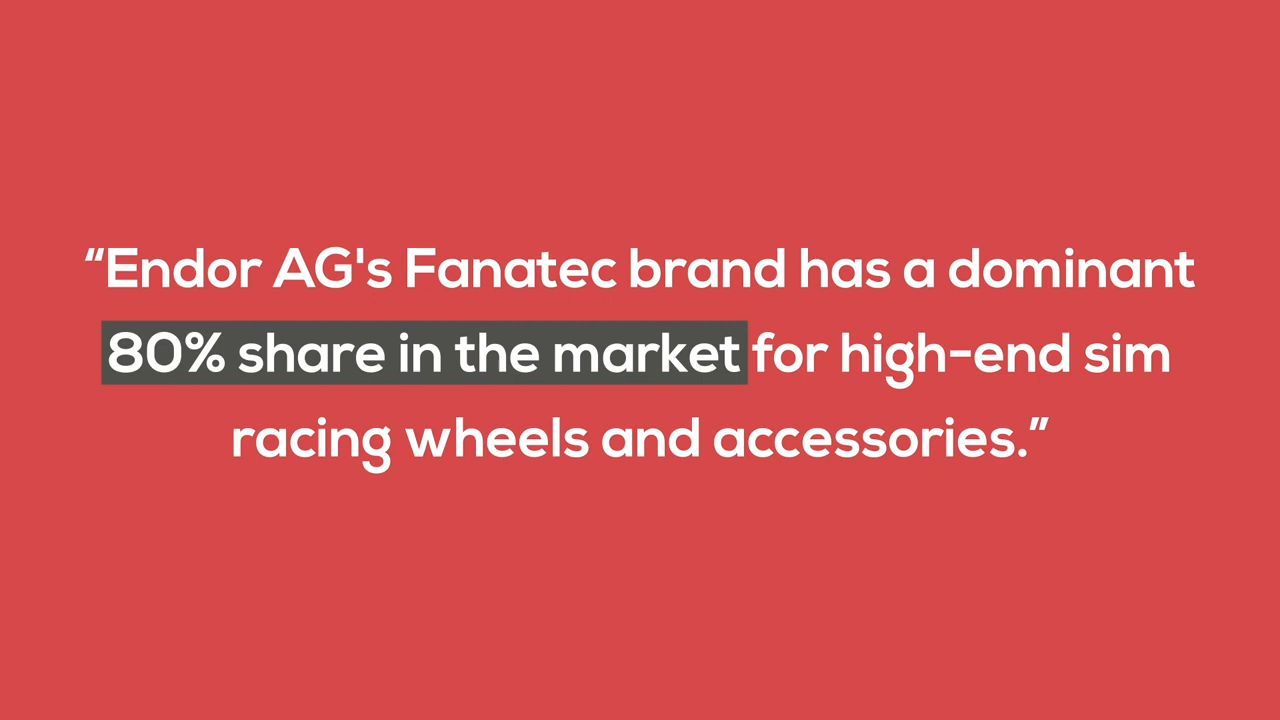 “Endor AG's Fanatec brand has a dominant
80% share in the market for high-end sim
racing wheels and accessories.”